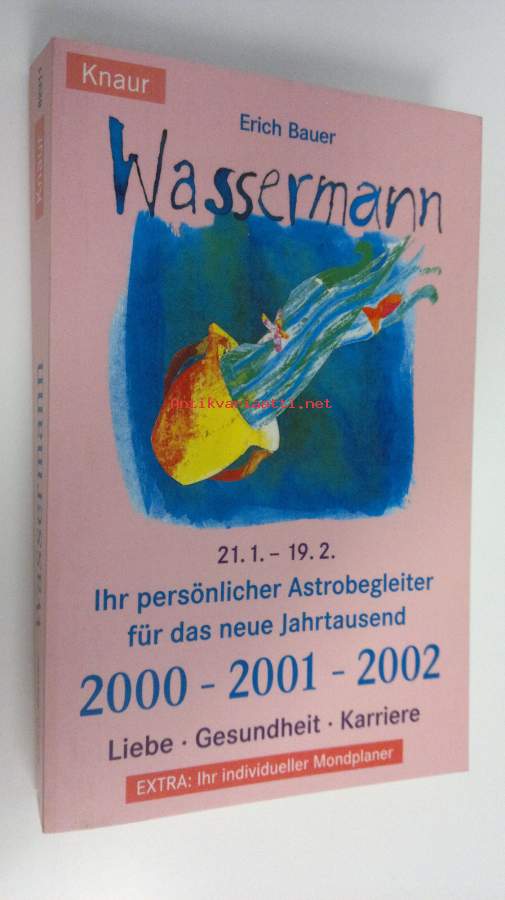 Knaur
Erich Bauer
Wassermann
Antikvariaatti.net
21.1. – 19.2.
Ihr persönlicher Astrobegleiter
für das neue Jahrtausend
2000 – 2001 – 2002
Liebe · Gesundheit · Karriere
EXTRA: Ihr individueller Mondplaner
Knaur